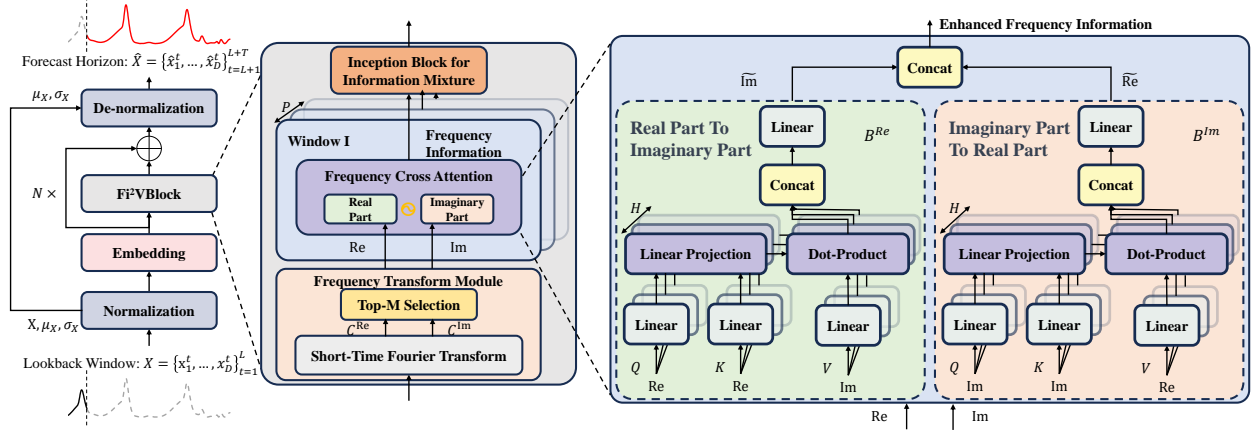 Forecast Horizon: X̂ = {x̂₁ᵗ, …, x̂_Dᵗ}ᴸ⁺ᵀ_{t=L+1}
μ_X, σ_X
De-normalization
N ×
Fi²VBlock
Embedding
Normalization
X, μ_X, σ_X
Lookback Window: X = {x₁ᵗ, …, x_Dᵗ}ᴸ_{t=1}
Inception Block for
Information Mixture
P
Window I
Frequency
Information
Frequency Cross Attention
Real
Part
Imaginary
Part
Re
Im
Frequency Transform Module
Top-M Selection
C^Re
C^Im
Short-Time Fourier Transform
Enhanced Frequency Information
Concat
Ĩm
R̃e
Real Part To
Imaginary Part
Linear
B^Re
Concat
H
Linear Projection
Dot-Product
Linear
Linear
Linear
Q
K
V
Re
Re
Im
Imaginary Part
To Real Part
Linear
B^Im
Concat
H
Linear Projection
Dot-Product
Linear
Linear
Linear
Q
K
V
Im
Im
Re
Re
Im